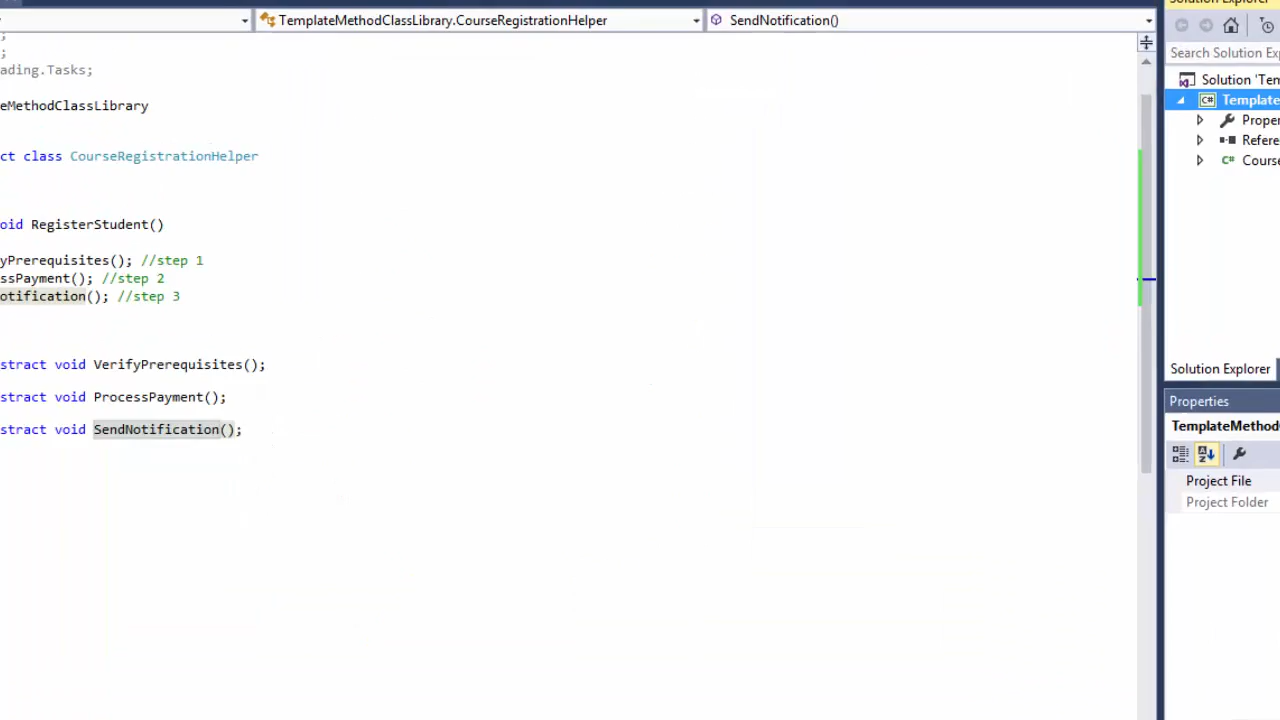 Solution Explorer
TemplateMethodClassLibrary.CourseRegistrationHelper
SendNotification()
;
;
ading.Tasks;
eMethodClassLibrary
ct class CourseRegistrationHelper
oid RegisterStudent()
yPrerequisites(); //step 1
ssPayment(); //step 2
otification(); //step 3
stract void VerifyPrerequisites();
stract void ProcessPayment();
stract void SendNotification();
Search Solution Exp
Solution 'Tem
C# Template
Proper
Refere
C# Course
Solution Explorer
Properties
TemplateMethod
Project File
Project Folder